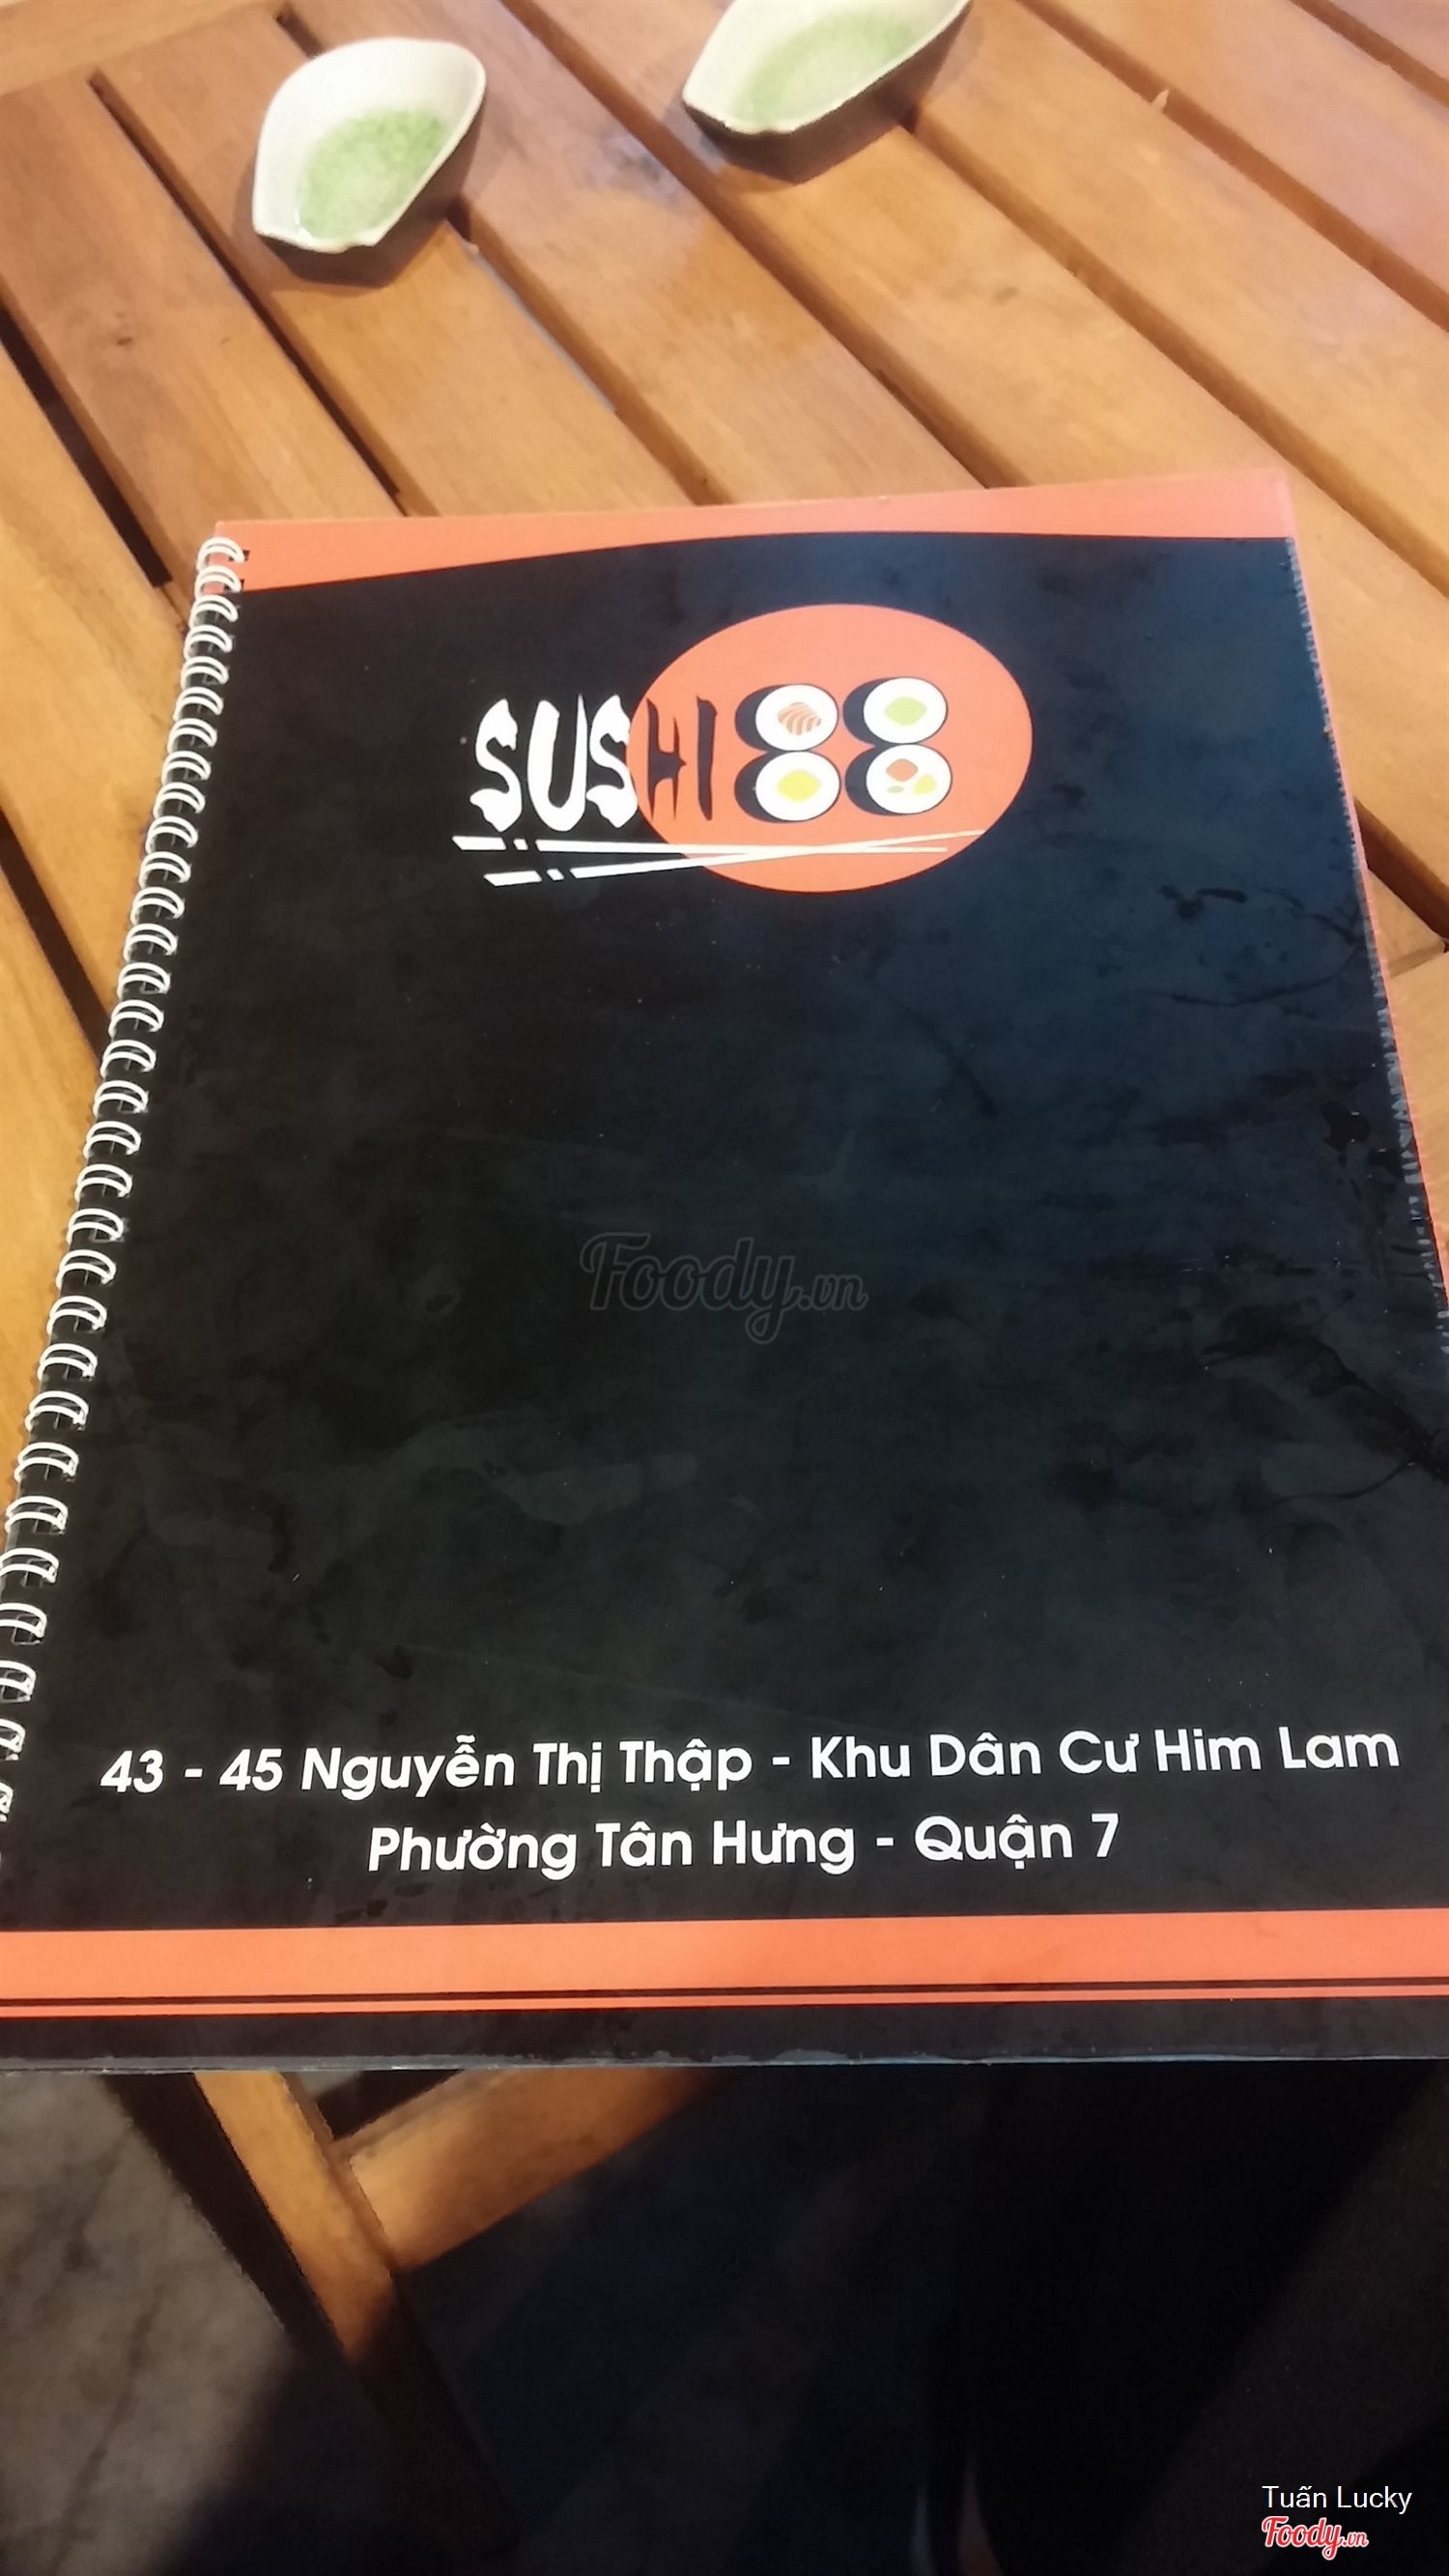 SUSHI 88
Foody.vn
43 - 45 Nguyễn Thị Thập - Khu Dân Cư Him Lam
Phường Tân Hưng - Quận 7
Tuấn Lucky
Foody.vn